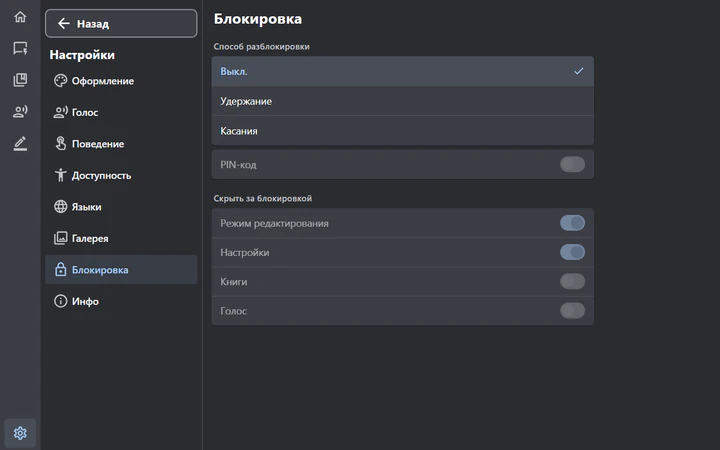 Назад
Настройки
Оформление
Голос
Поведение
Доступность
Языки
Галерея
Блокировка
Инфо
Блокировка
Способ разблокировки
Выкл.
Удержание
Касания
PIN-код
Скрыть за блокировкой
Режим редактирования
Настройки
Книги
Голос